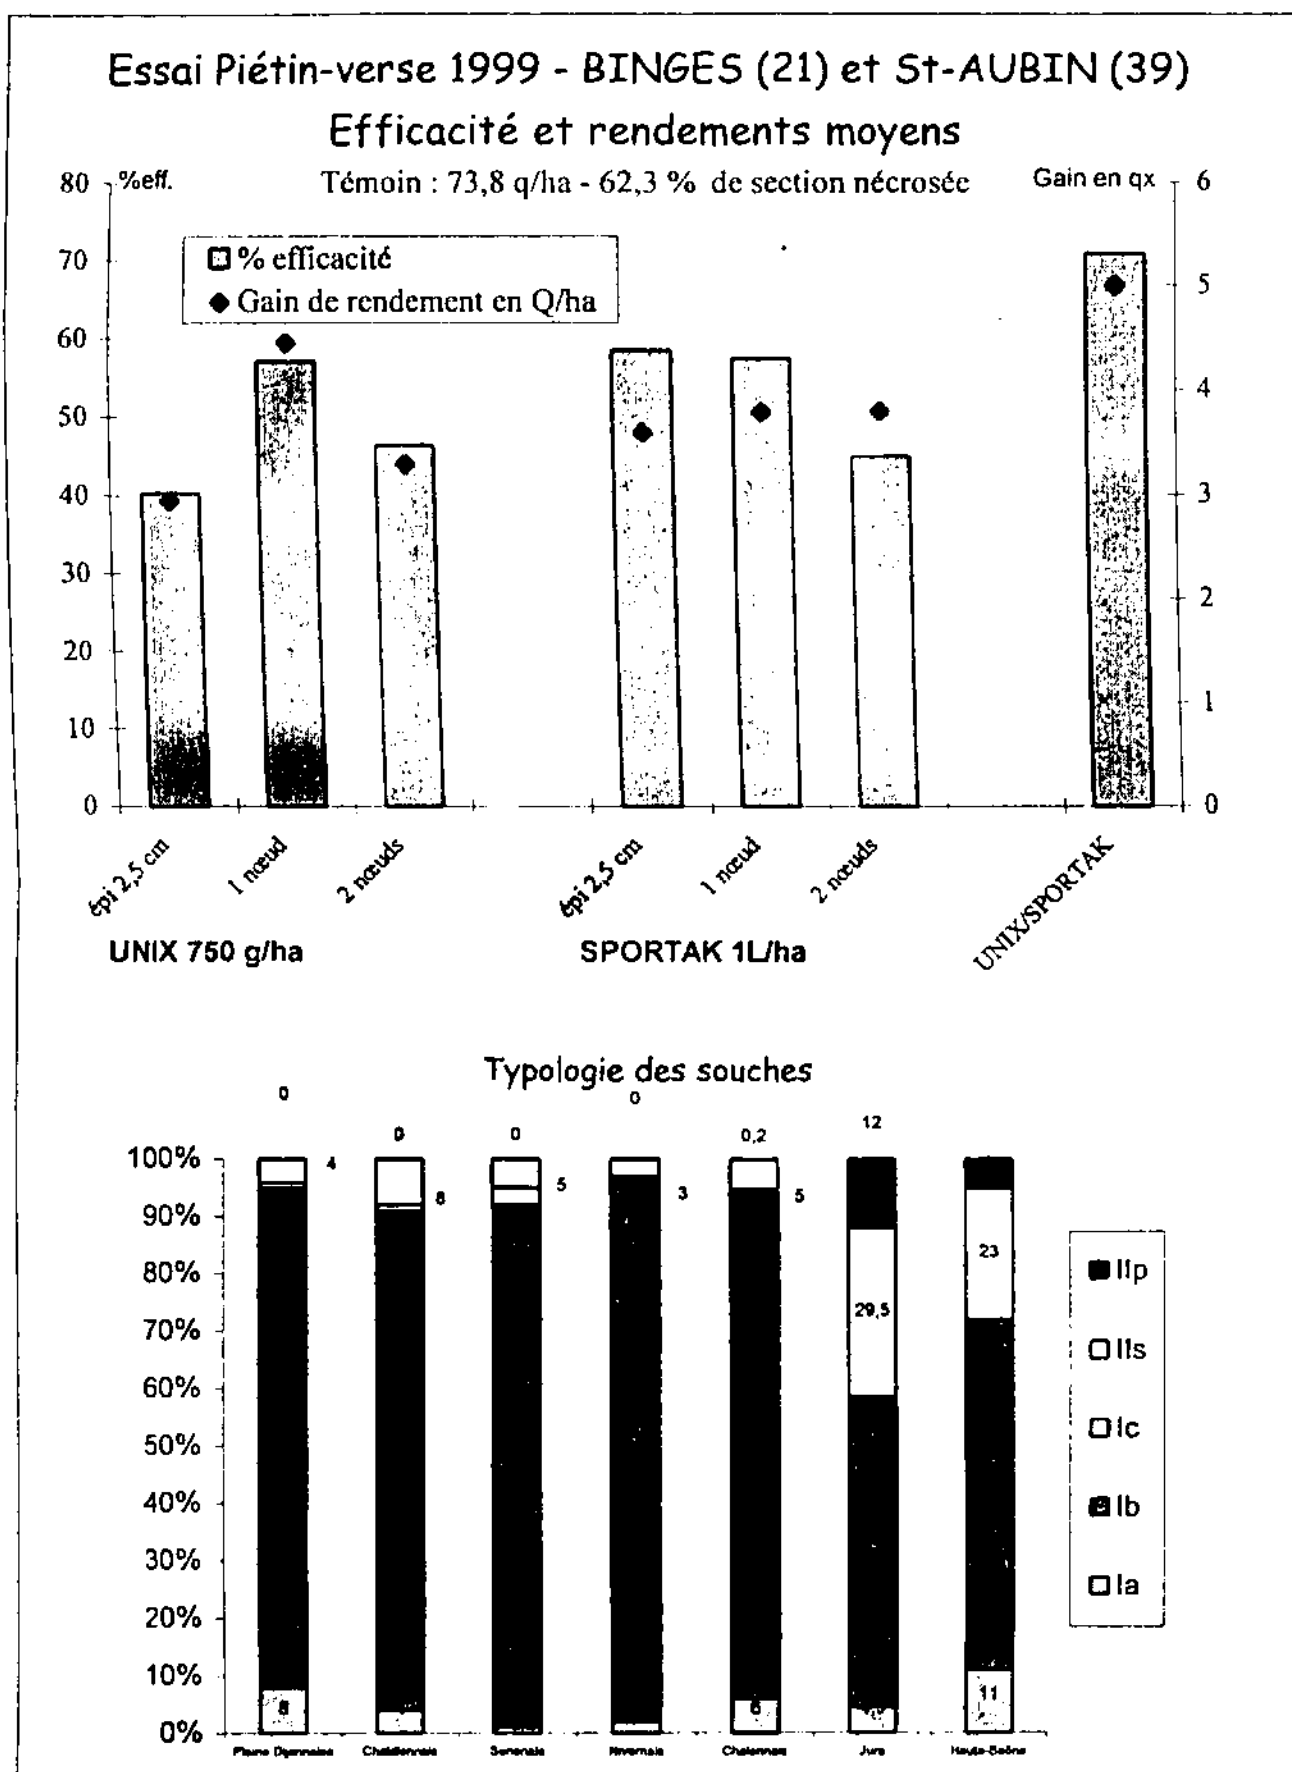 Essai Piétin-verse 1999 - BINGES (21) et St-AUBIN (39)
Efficacité et rendements moyens
Témoin : 73,8 q/ha - 62,3 % de section nécrosée
%eff.
Gain en qx
% efficacité
Gain de rendement en Q/ha
80
70
60
50
40
30
20
10
0
6
5
4
3
2
1
0
épi 2,5 cm
1 nœud
2 nœuds
épi 2,5 cm
1 nœud
2 nœuds
UNIX/SPORTAK
UNIX 750 g/ha
SPORTAK 1L/ha
Typologie des souches
0
0
0
0
0,2
12
4
8
5
3
5
29,5
23
8
6
11
100%
90%
80%
70%
60%
50%
40%
30%
20%
10%
0%
Plaine Dijonnaise
Chatillonnais
Senonais
Nivernais
Chalonnais
Jura
Haute-Saône
IIp
IIs
Ic
Ib
Ia